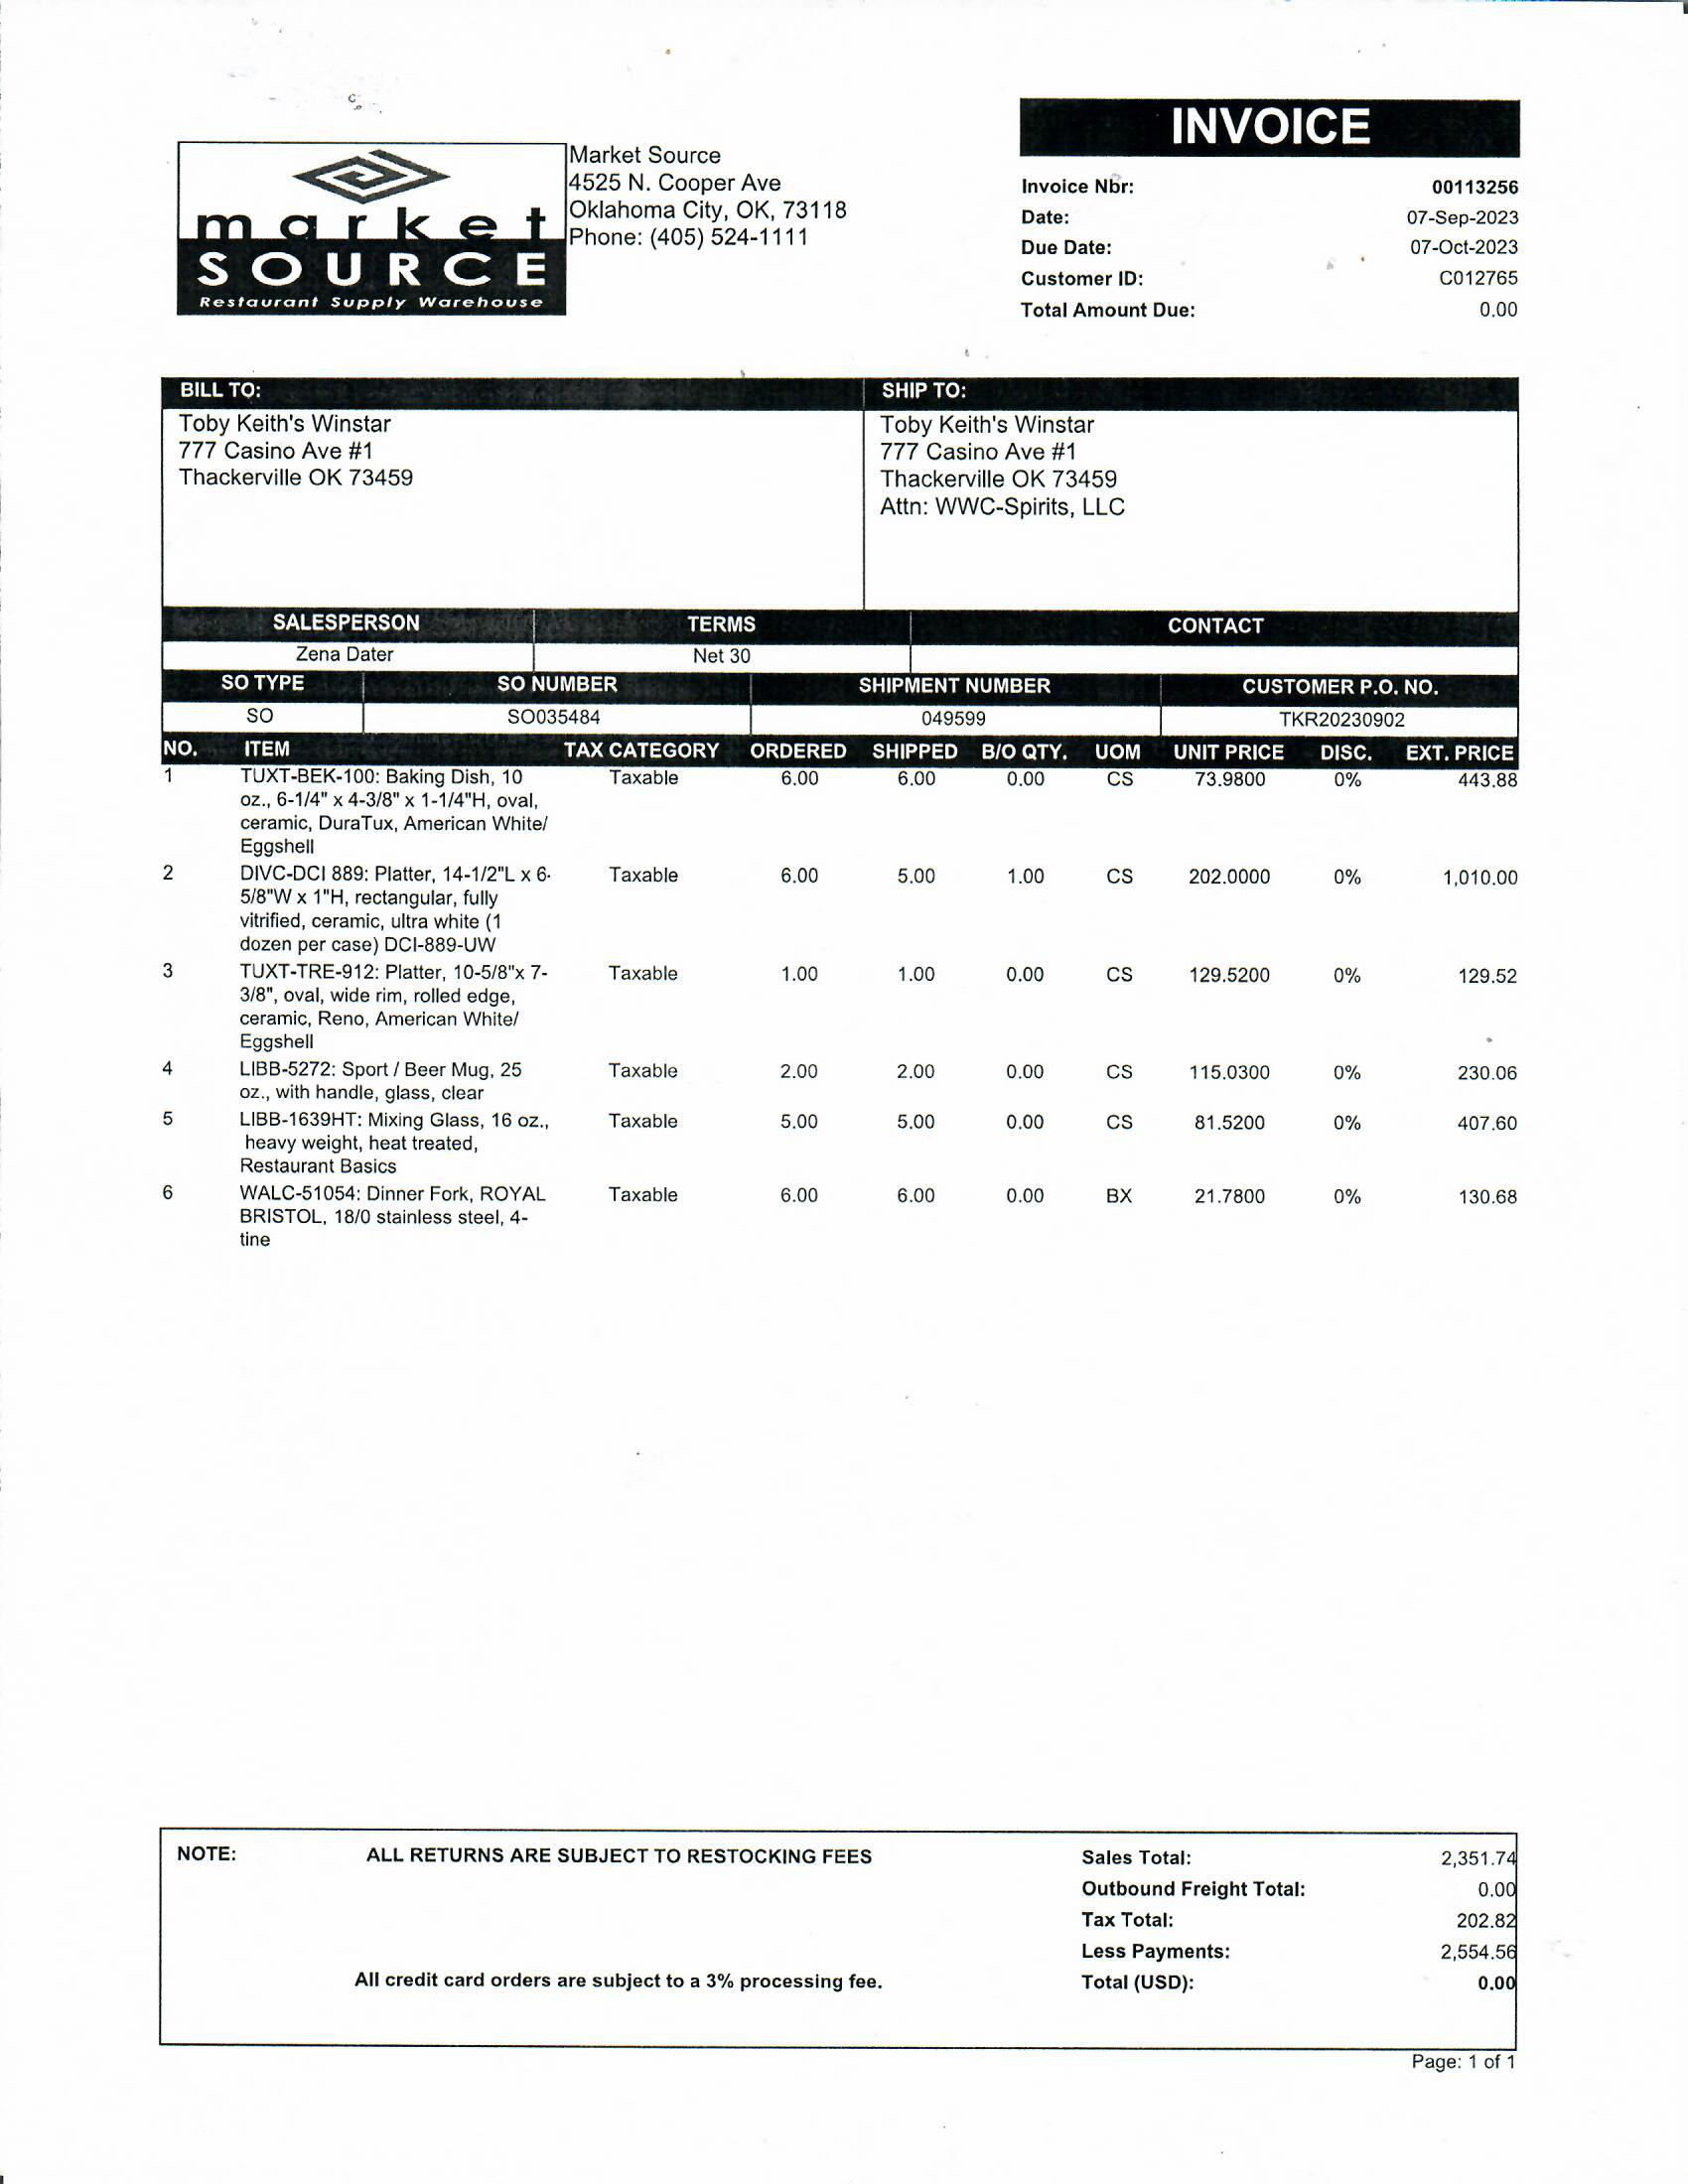 market
SOURCE
Restaurant Supply Warehouse
Market Source
4525 N. Cooper Ave
Oklahoma City, OK, 73118
Phone: (405) 524-1111
INVOICE
Invoice Nbr: 00113256
Date: 07-Sep-2023
Due Date: 07-Oct-2023
Customer ID: C012765
Total Amount Due: 0.00
BILL TO:
Toby Keith's Winstar
777 Casino Ave #1
Thackerville OK 73459
SHIP TO:
Toby Keith's Winstar
777 Casino Ave #1
Thackerville OK 73459
Attn: WWC-Spirits, LLC
SALESPERSON TERMS CONTACT
Zena Dater Net 30
SO TYPE SO NUMBER SHIPMENT NUMBER CUSTOMER P.O. NO.
SO SO035484 049599 TKR20230902
NO. ITEM TAX CATEGORY ORDERED SHIPPED B/O QTY. UOM UNIT PRICE DISC. EXT. PRICE
1 TUXT-BEK-100: Baking Dish, 10 Taxable 6.00 6.00 0.00 CS 73.9800 0% 443.88
oz., 6-1/4" x 4-3/8" x 1-1/4"H, oval,
ceramic, DuraTux, American White/
Eggshell
2 DIVC-DCI 889: Platter, 14-1/2"L x 6- Taxable 6.00 5.00 1.00 CS 202.0000 0% 1,010.00
5/8"W x 1"H, rectangular, fully
vitrified, ceramic, ultra white (1
dozen per case) DCI-889-UW
3 TUXT-TRE-912: Platter, 10-5/8"x 7- Taxable 1.00 1.00 0.00 CS 129.5200 0% 129.52
3/8", oval, wide rim, rolled edge,
ceramic, Reno, American White/
Eggshell
4 LIBB-5272: Sport / Beer Mug, 25 Taxable 2.00 2.00 0.00 CS 115.0300 0% 230.06
oz., with handle, glass, clear
5 LIBB-1639HT: Mixing Glass, 16 oz., Taxable 5.00 5.00 0.00 CS 81.5200 0% 407.60
heavy weight, heat treated,
Restaurant Basics
6 WALC-51054: Dinner Fork, ROYAL Taxable 6.00 6.00 0.00 BX 21.7800 0% 130.68
BRISTOL, 18/0 stainless steel, 4-
tine
NOTE: ALL RETURNS ARE SUBJECT TO RESTOCKING FEES
All credit card orders are subject to a 3% processing fee.
Sales Total: 2,351.74
Outbound Freight Total: 0.00
Tax Total: 202.82
Less Payments: 2,554.56
Total (USD): 0.00
Page: 1 of 1